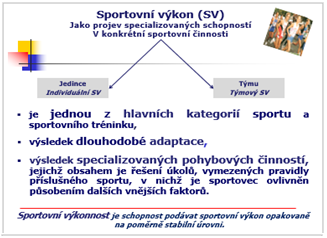 Sportovní výkon (SV)
Jako projev specializovaných schopností
V konkrétní sportovní činnosti
Jedince
Individuální SV
Týmu
Týmový SV
je jednou z hlavních kategorií sportu a
sportovního tréninku,
výsledek dlouhodobé adaptace,
výsledek specializovaných pohybových činností,
jejichž obsahem je řešení úkolů, vymezených pravidly
příslušného sportu, v nichž je sportovec ovlivněn
působením dalších vnějších faktorů.
Sportovní výkonnost je schopnost podávat sportovní výkon opakovaně
na poměrně stabilní úrovni.